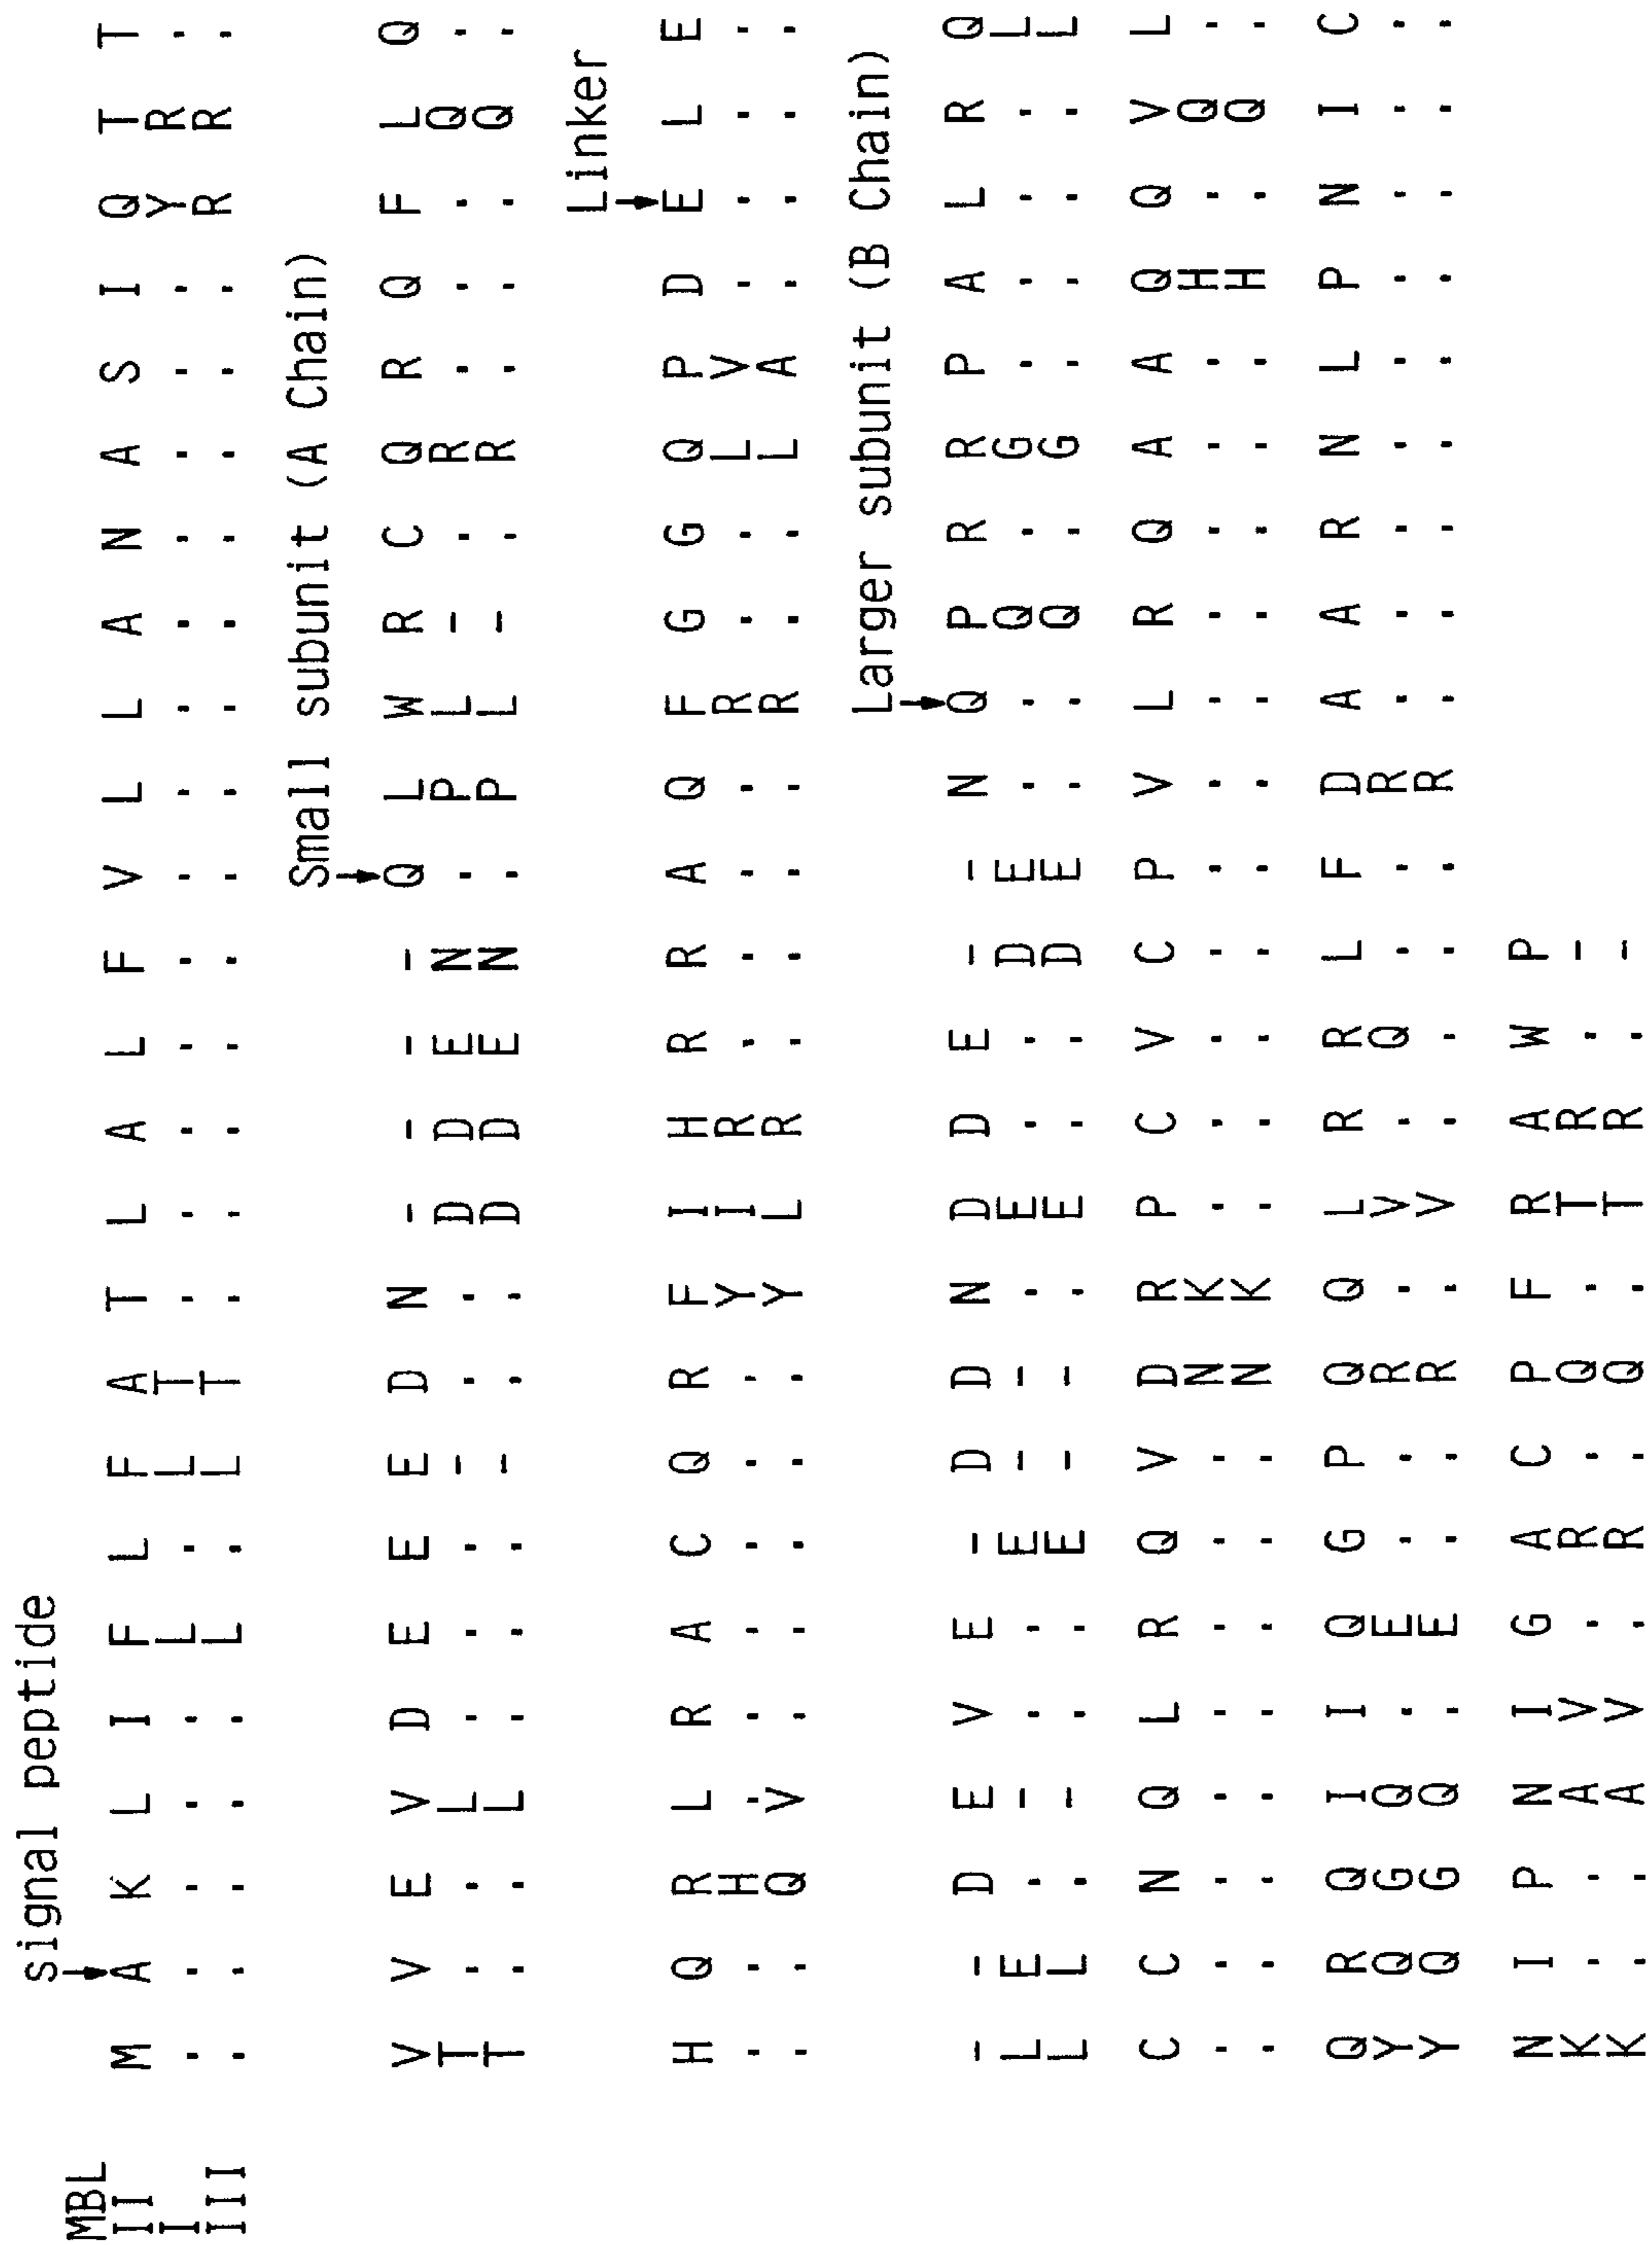 signal peptide
MBL
II M A K L I F L F A T L A L F V L L A N A S I Q T T
I . . . . . L . L T . . . . . . . . . . . . . Y R .
III . . . . . L . L T . . . . . . . . . . . . . R R .
Small subunit (A Chain)
V V E V D E E E D N - - - - Q L W R C Q R Q F L Q
T . . L . . . - . . D D E N . P L - . R . . . Q .
T . . L . . . - . . D D E N . P L - . R . . . Q .
Linker
H Q R L R A C Q R F I H R R A Q F G G Q P D E L E
. . H . . . . . . Y I R . . . . R . . L V . . . .
. . Q V . . . . . Y L R . . . . R . . L A . . . .
Larger subunit (B Chain)
- - D E V E - D D N D D E - - N Q P R R P A L R Q
L E . - . . E - - . E . . D E . . Q . G . . . . L
L L . - . . E - - . E . . D E . . Q . G . . . . L
C C N Q L R Q V D R P C V C P V L R Q A A Q Q V L
. . . . . . . . N K . . . . . . . . . . . H . Q .
. . . . . . . . N K . . . . . . . . . . . H . Q .
Q R Q I I Q G P Q Q L R R L F D A A R N L P N I C
Y Q G Q . E . . R . V . Q . . R . . . . . . . . .
Y Q G Q . E . . R . V . . . . R . . . . . . . . .
N I P N I G A C P F R A W P
K . . A V . R . Q . T R . -
K . . A V . R . Q . T R . -